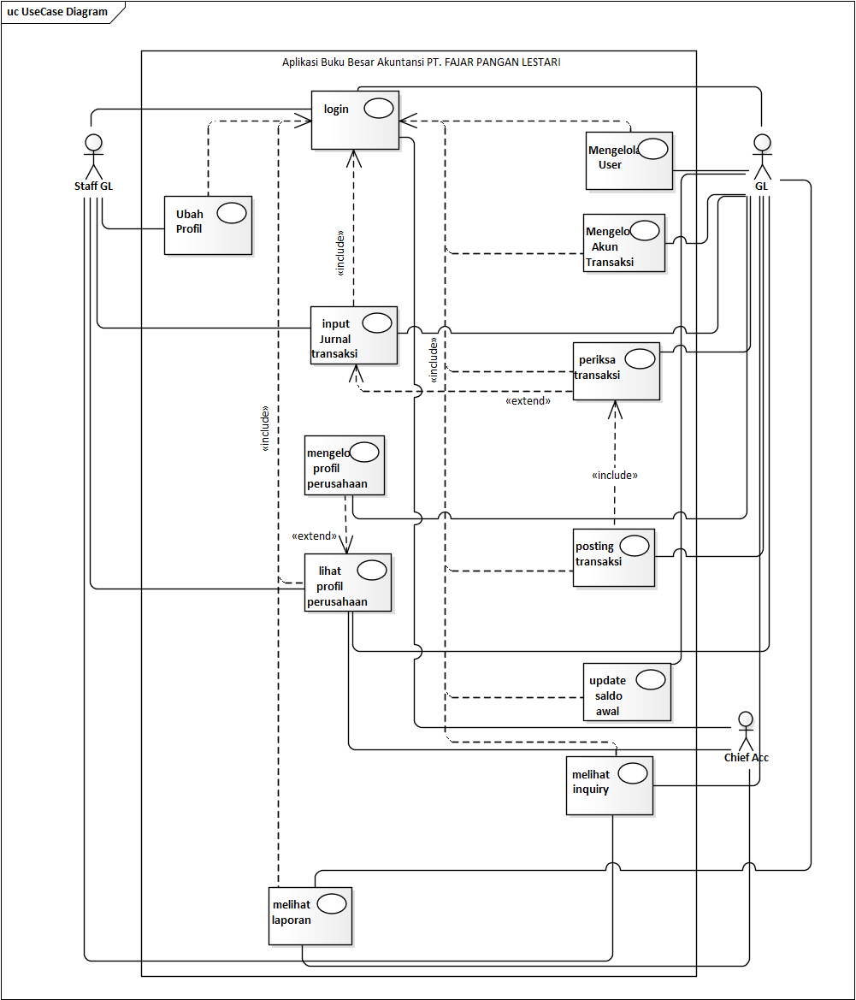 uc UseCase Diagram
Aplikasi Buku Besar Akuntansi PT. FAJAR PANGAN LESTARI
login
Staff GL
Mengelola
User
GL
Ubah
Profil
Mengelo
Akun
Transaksi
«include»
input
Jurnal
transaksi
«include»
periksa
transaksi
«extend»
«include»
mengelo
profil
perusahaan
«include»
«extend»
posting
transaksi
lihat
profil
perusahaan
update
saldo
awal
Chief Acc
melihat
inquiry
melihat
laporan